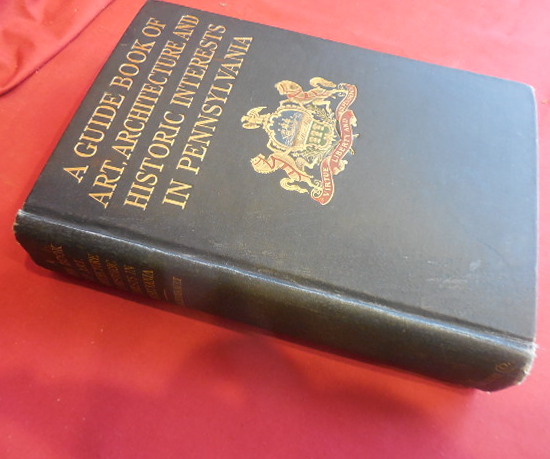 A GUIDE BOOK OF
ART, ARCHITECTURE AND
HISTORIC INTERESTS
IN PENNSYLVANIA
VIRTUE LIBERTY AND INDEPENDENCE